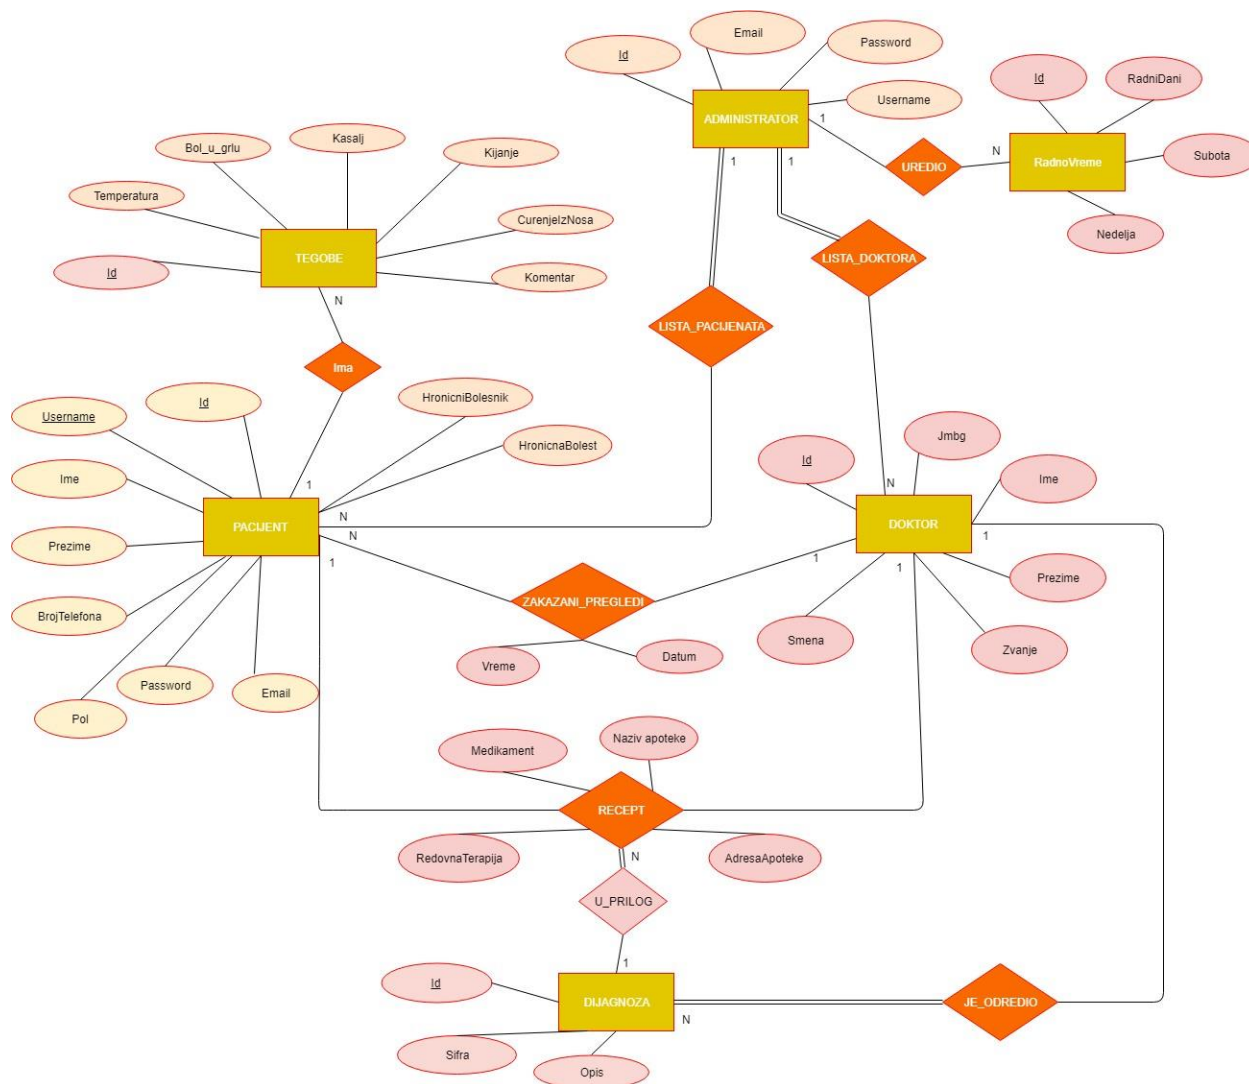 Email
Password
Id
Username
ADMINISTRATOR
1
1
1
UREDIO
N
Id
RadniDani
RadnoVreme
Subota
Nedelja
Kasalj
Bol_u_grlu
Kijanje
Temperatura
CurenjeIzNosa
TEGOBE
Id
Komentar
N
LISTA_DOKTORA
LISTA_PACIJENATA
Ima
HronicniBolesnik
Id
Username
HronicnaBolest
Ime
1
PACIJENT
N
N
1
Prezime
BrojTelefona
Password
Email
Pol
Jmbg
Id
Ime
N
DOKTOR
1
1
1
Prezime
Smena
Zvanje
ZAKAZANI_PREGLEDI
Vreme
Datum
Medikament
Naziv apoteke
RECEPT
RedovnaTerapija
AdresaApoteke
N
U_PRILOG
1
Id
DIJAGNOZA
N
JE_ODREDIO
Sifra
Opis